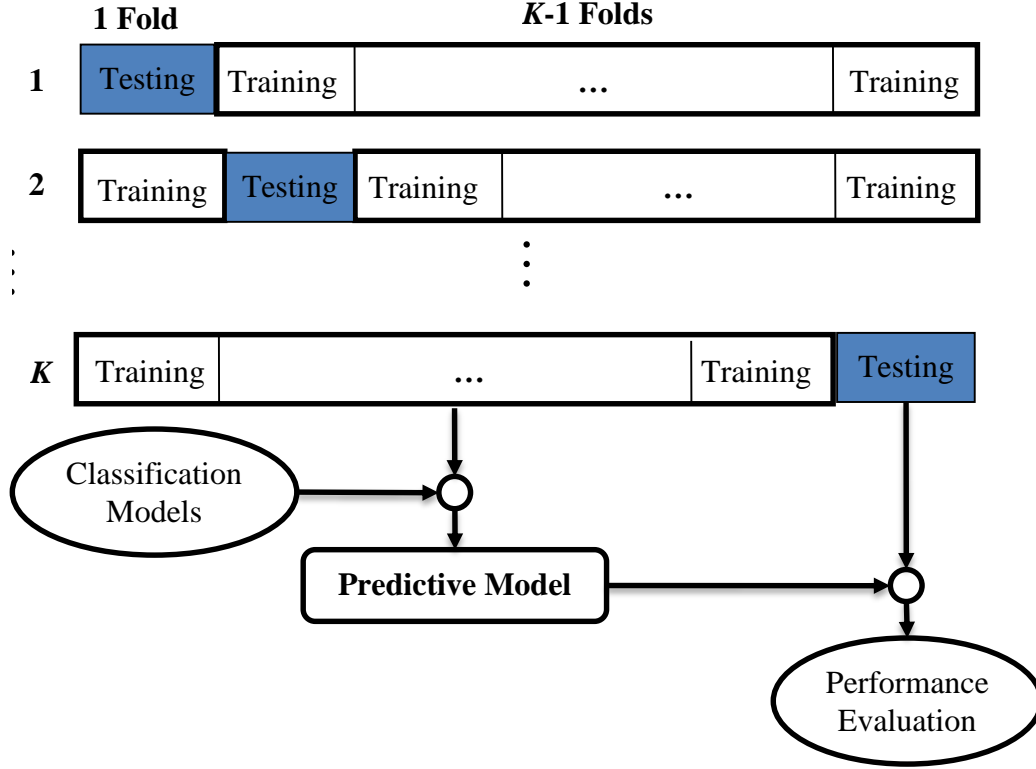 1 Fold K-1 Folds
1 Testing Training ... Training
2 Training Testing Training ... Training
K Training ... Training Testing
Classification
Models
Predictive Model
Performance
Evaluation